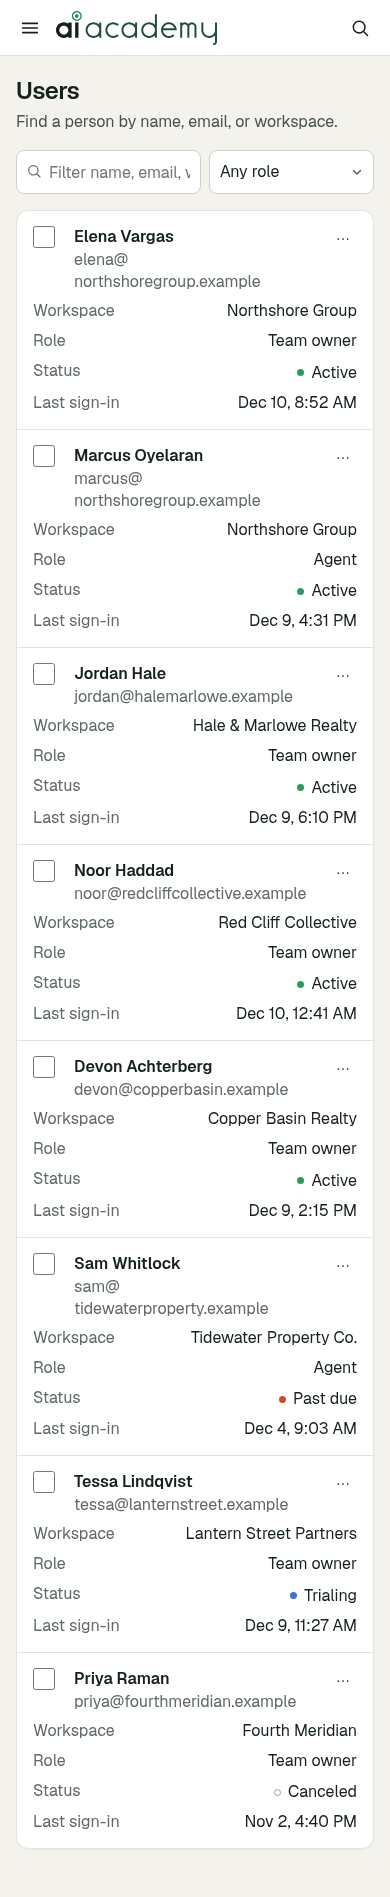 ai academy
Users
Find a person by name, email, or workspace.
Filter name, email, Any role
Elena Vargas ...
elena@
northshoregroup.example
Workspace Northshore Group
Role Team owner
Status Active
Last sign-in Dec 10, 8:52 AM
Marcus Oyelaran ...
marcus@
northshoregroup.example
Workspace Northshore Group
Role Agent
Status Active
Last sign-in Dec 9, 4:31 PM
Jordan Hale ...
jordan@halemarlowe.example
Workspace Hale & Marlowe Realty
Role Team owner
Status Active
Last sign-in Dec 9, 6:10 PM
Noor Haddad ...
noor@redcliffcollective.example
Workspace Red Cliff Collective
Role Team owner
Status Active
Last sign-in Dec 10, 12:41 AM
Devon Achterberg ...
devon@copperbasin.example
Workspace Copper Basin Realty
Role Team owner
Status Active
Last sign-in Dec 9, 2:15 PM
Sam Whitlock ...
sam@
tidewaterproperty.example
Workspace Tidewater Property Co.
Role Agent
Status Past due
Last sign-in Dec 4, 9:03 AM
Tessa Lindqvist ...
tessa@lanternstreet.example
Workspace Lantern Street Partners
Role Team owner
Status Trialing
Last sign-in Dec 9, 11:27 AM
Priya Raman ...
priya@fourthmeridian.example
Workspace Fourth Meridian
Role Team owner
Status Canceled
Last sign-in Nov 2, 4:40 PM